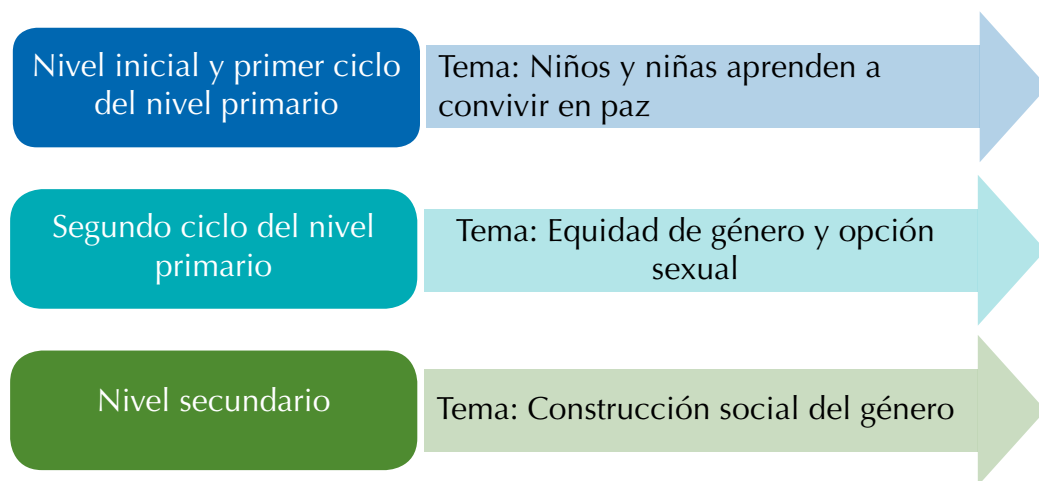 Nivel inicial y primer ciclo
del nivel primario
Tema: Niños y niñas aprenden a
convivir en paz
Segundo ciclo del nivel
primario
Tema: Equidad de género y opción
sexual
Nivel secundario
Tema: Construcción social del género